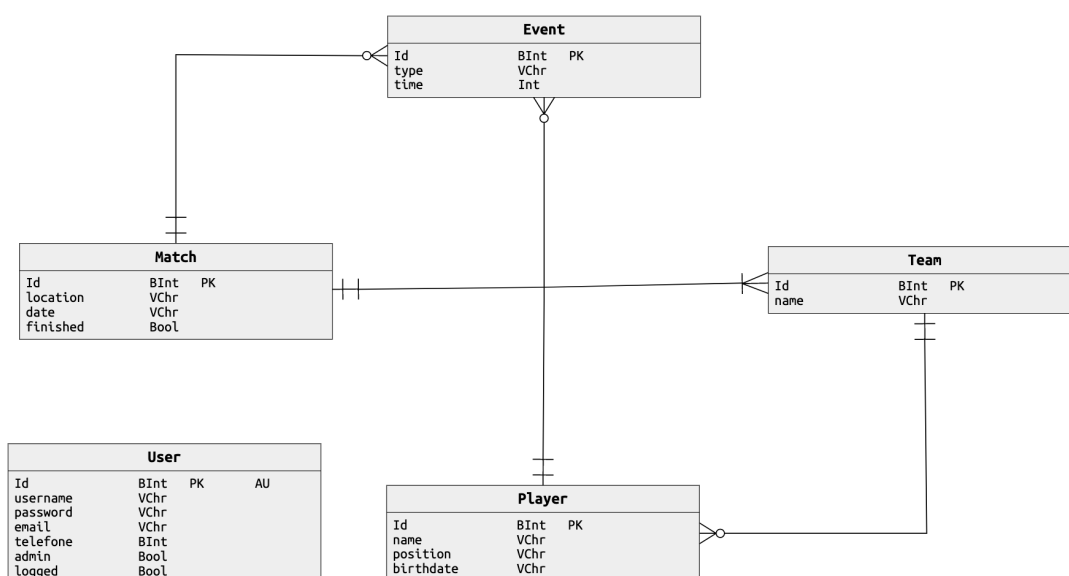 Event
Id BInt PK
type VChr
time Int
Match
Id BInt PK
location VChr
date VChr
finished Bool
Team
Id BInt PK
name VChr
User
Id BInt PK AU
username VChr
password VChr
email VChr
telefone BInt
admin Bool
logged Bool
Player
Id BInt PK
name VChr
position VChr
birthdate VChr